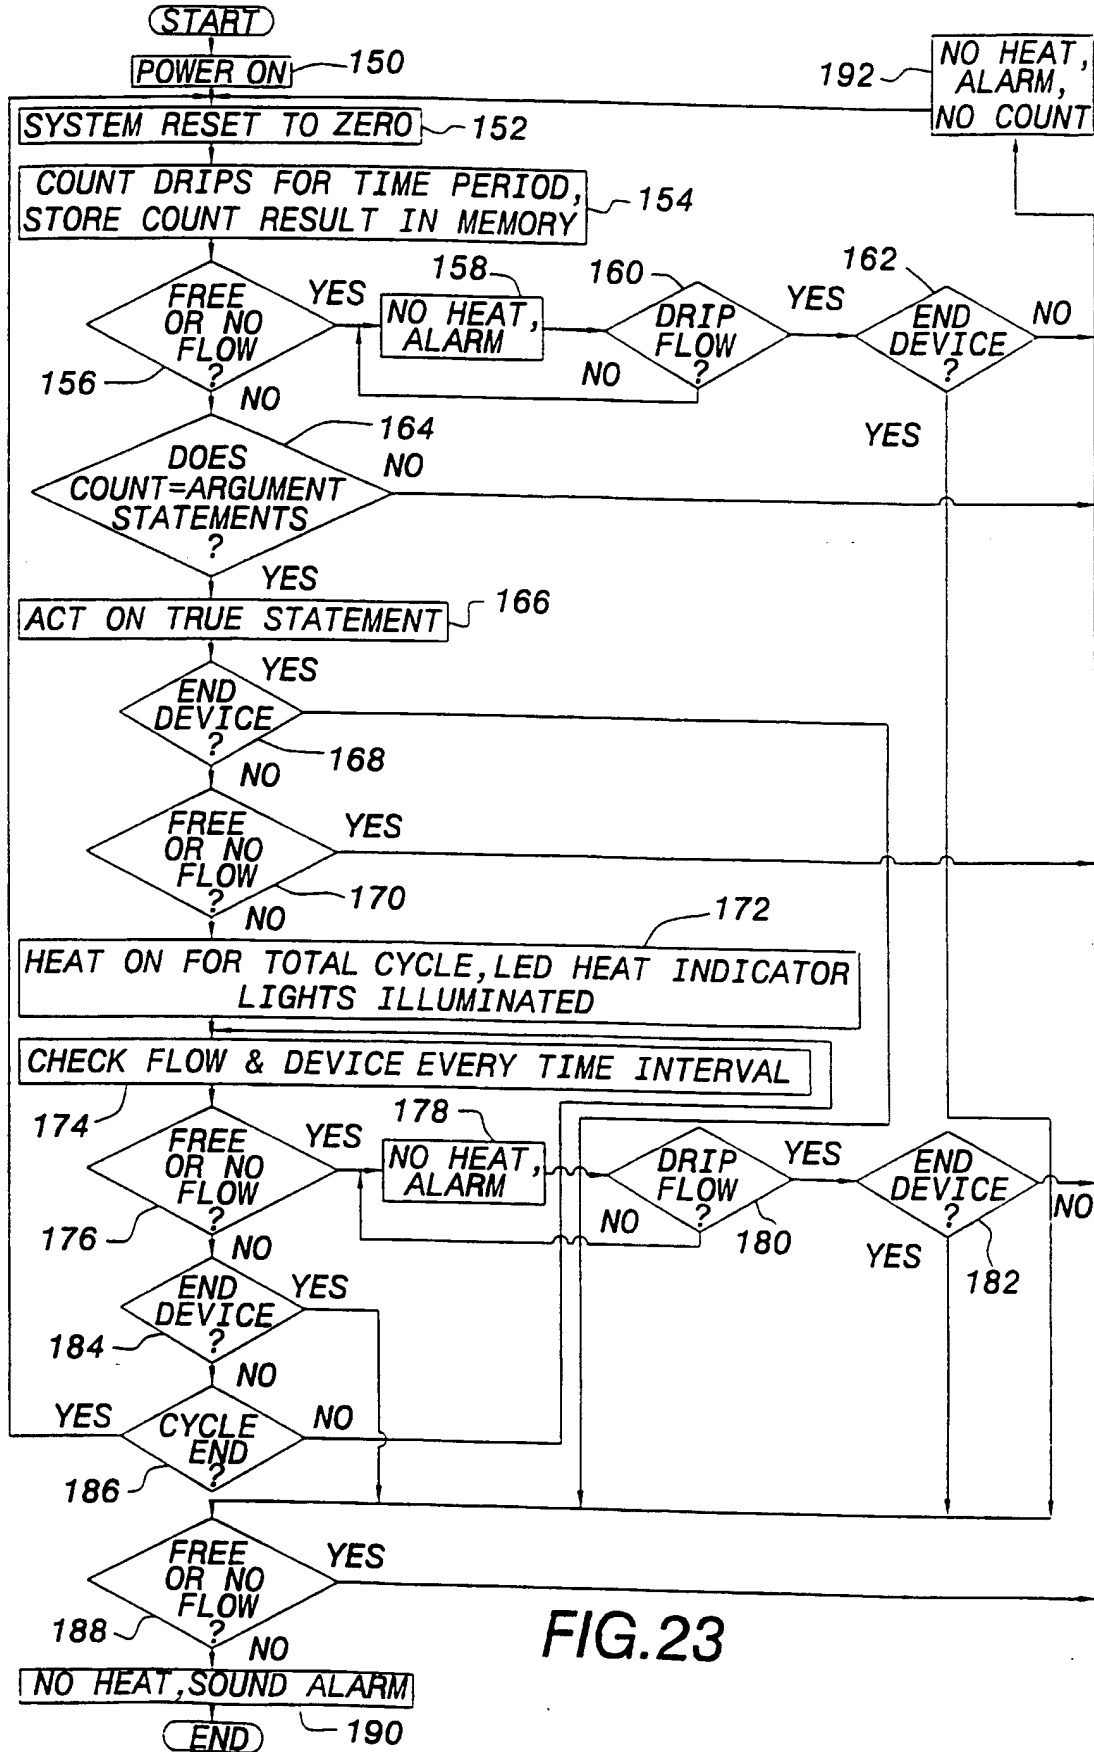 START
POWER ON
150
SYSTEM RESET TO ZERO
152
NO HEAT,
ALARM,
NO COUNT
192
COUNT DRIPS FOR TIME PERIOD,
STORE COUNT RESULT IN MEMORY
154
FREE
OR NO
FLOW
?
156
YES
NO
158
NO HEAT,
ALARM
160
DRIP
FLOW
?
YES
NO
162
END
DEVICE
?
NO
YES
164
DOES
COUNT=ARGUMENT
STATEMENTS
?
NO
YES
ACT ON TRUE STATEMENT
166
END
DEVICE
?
YES
168
NO
FREE
OR NO
FLOW
?
YES
170
NO
172
HEAT ON FOR TOTAL CYCLE,LED HEAT INDICATOR
LIGHTS ILLUMINATED
CHECK FLOW & DEVICE EVERY TIME INTERVAL
174
FREE
OR NO
FLOW
?
176
YES
NO
178
NO HEAT,
ALARM
DRIP
FLOW
?
180
YES
NO
END
DEVICE
?
182
NO
YES
END
DEVICE
?
184
YES
NO
CYCLE
END
?
186
YES
NO
FREE
OR NO
FLOW
?
188
YES
NO
NO HEAT,SOUND ALARM
190
END
FIG.23